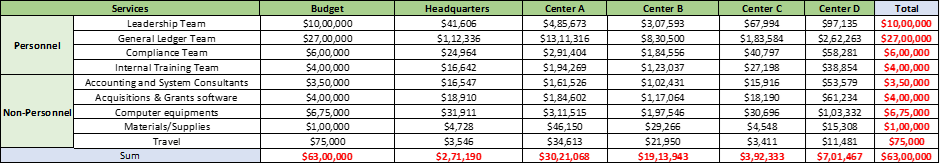 Services Budget Headquarters Center A Center B Center C Center D Total
Personnel Leadership Team $10,00,000 $41,606 $4,85,673 $3,07,593 $67,994 $97,135 $10,00,000
General Ledger Team $27,00,000 $1,12,336 $13,11,316 $8,30,500 $1,83,584 $2,62,263 $27,00,000
Compliance Team $6,00,000 $24,964 $2,91,404 $1,84,556 $40,797 $58,281 $6,00,000
Internal Training Team $4,00,000 $16,642 $1,94,269 $1,23,037 $27,198 $38,854 $4,00,000
Non-Personnel Accounting and System Consultants $3,50,000 $16,547 $1,61,526 $1,02,431 $15,916 $53,579 $3,50,000
Acquisitions & Grants software $4,00,000 $18,910 $1,84,602 $1,17,064 $18,190 $61,234 $4,00,000
Computer equipments $6,75,000 $31,911 $3,11,515 $1,97,546 $30,696 $1,03,332 $6,75,000
Materials/Supplies $1,00,000 $4,728 $46,150 $29,266 $4,548 $15,308 $1,00,000
Travel $75,000 $3,546 $34,613 $21,950 $3,411 $11,481 $75,000
Sum $63,00,000 $2,71,190 $30,21,068 $19,13,943 $3,92,333 $7,01,467 $63,00,000